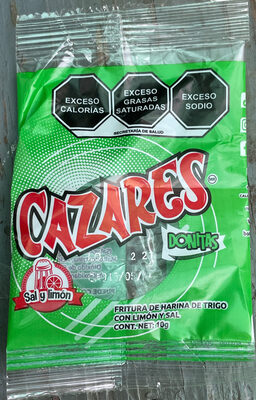 EXCESO
CALORÍAS
EXCESO
GRASAS
SATURADAS
EXCESO
SODIO
SECRETARÍA DE SALUD
CAZARES
DONITAS
Sal y limón
FRITURA DE HARINA DE TRIGO
CON LIMÓN Y SAL
CONT. NET: 10g